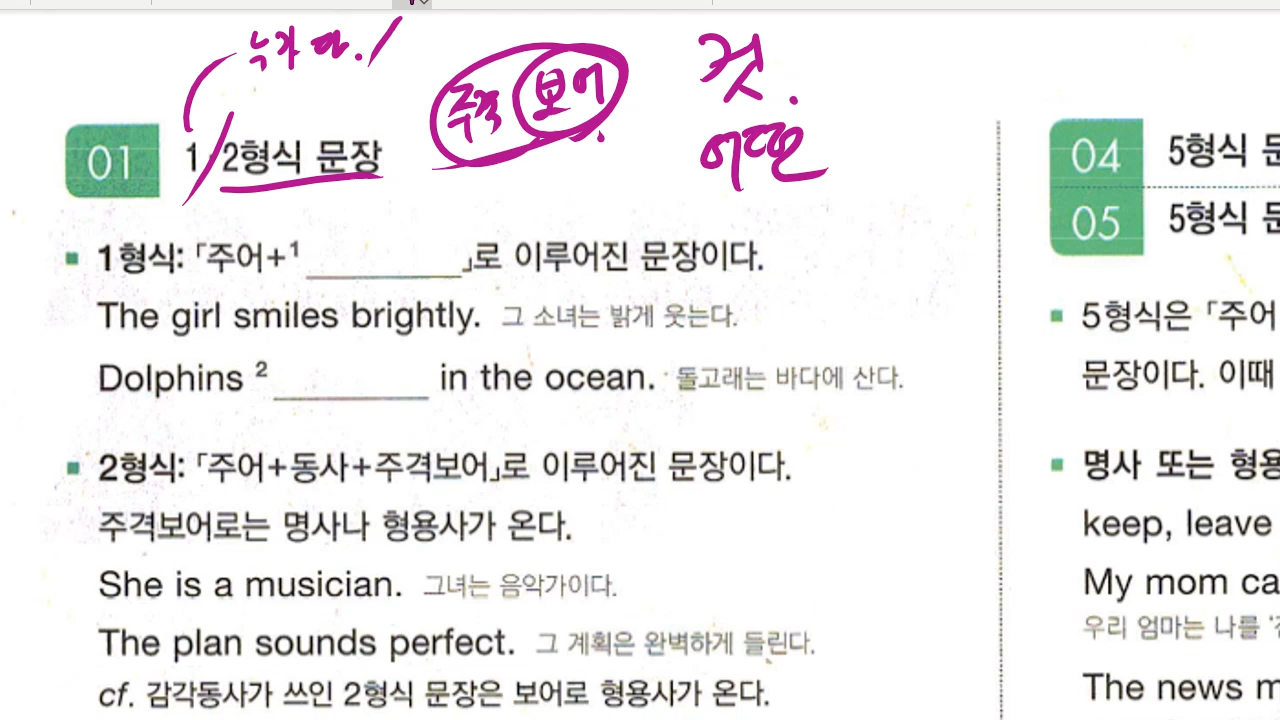 누가 다.
주격 보어
컷.
어떤
01 1, 2형식 문장
1형식: 「주어+¹ ________」로 이루어진 문장이다.
The girl smiles brightly. 그 소녀는 밝게 웃는다.
Dolphins ² ________ in the ocean. 돌고래는 바다에 산다.
2형식: 「주어+동사+주격보어」로 이루어진 문장이다.
주격보어로는 명사나 형용사가 온다.
She is a musician. 그녀는 음악가이다.
The plan sounds perfect. 그 계획은 완벽하게 들린다.
cf. 감각동사가 쓰인 2형식 문장은 보어로 형용사가 온다.
04 5형식
05 5형식
5형식은 「주어
문장이다. 이때
명사 또는
keep, leave
My mom
우리 엄마는 나를
The news